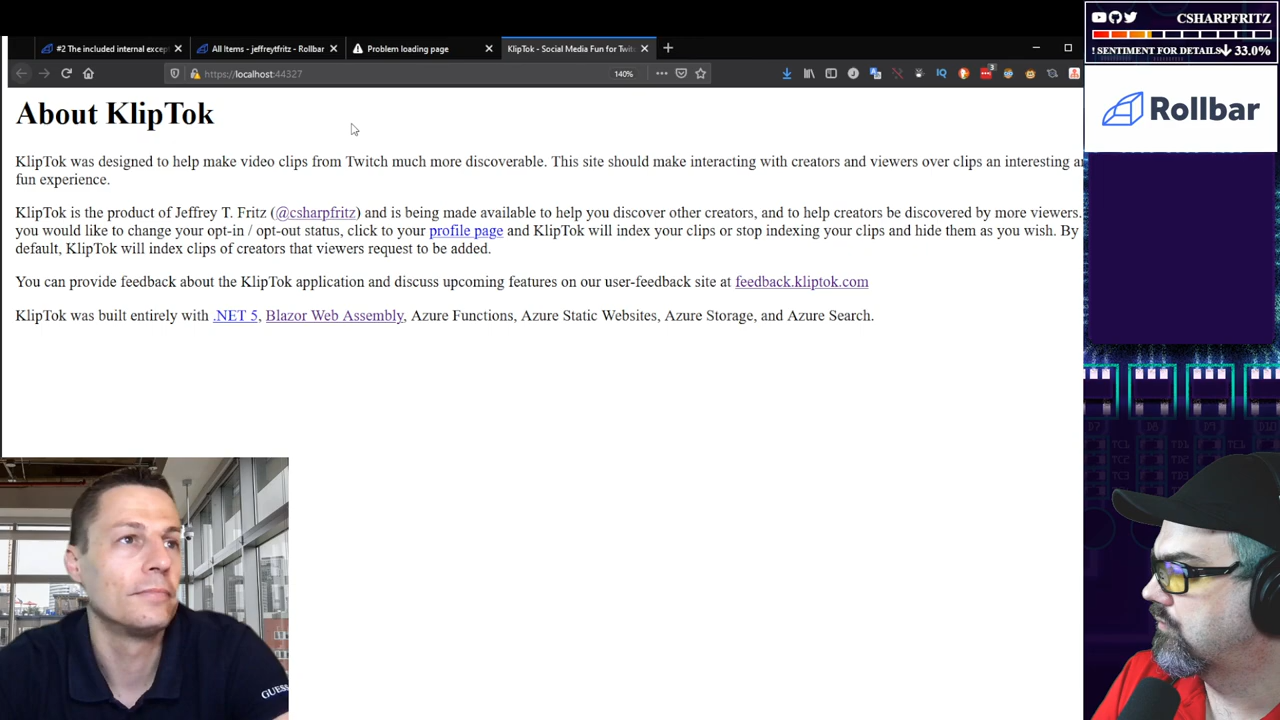 CSHARPFRITZ
! SENTIMENT FOR DETAILS 33.0%
#2 The included internal excep
All Items - jeffreytfritz - Rollbar
Problem loading page
KlipTok - Social Media Fun for Twit
https://localhost:44327
140%
IQ
3
Rollbar
About KlipTok
KlipTok was designed to help make video clips from Twitch much more discoverable. This site should make interacting with creators and viewers over clips an interesting
fun experience.
KlipTok is the product of Jeffrey T. Fritz (@csharpfritz) and is being made available to help you discover other creators, and to help creators be discovered by more viewers.
you would like to change your opt-in / opt-out status, click to your profile page and KlipTok will index your clips or stop indexing your clips and hide them as you wish. By
default, KlipTok will index clips of creators that viewers request to be added.
You can provide feedback about the KlipTok application and discuss upcoming features on our user-feedback site at feedback.kliptok.com
KlipTok was built entirely with .NET 5, Blazor Web Assembly, Azure Functions, Azure Static Websites, Azure Storage, and Azure Search.
GUESS